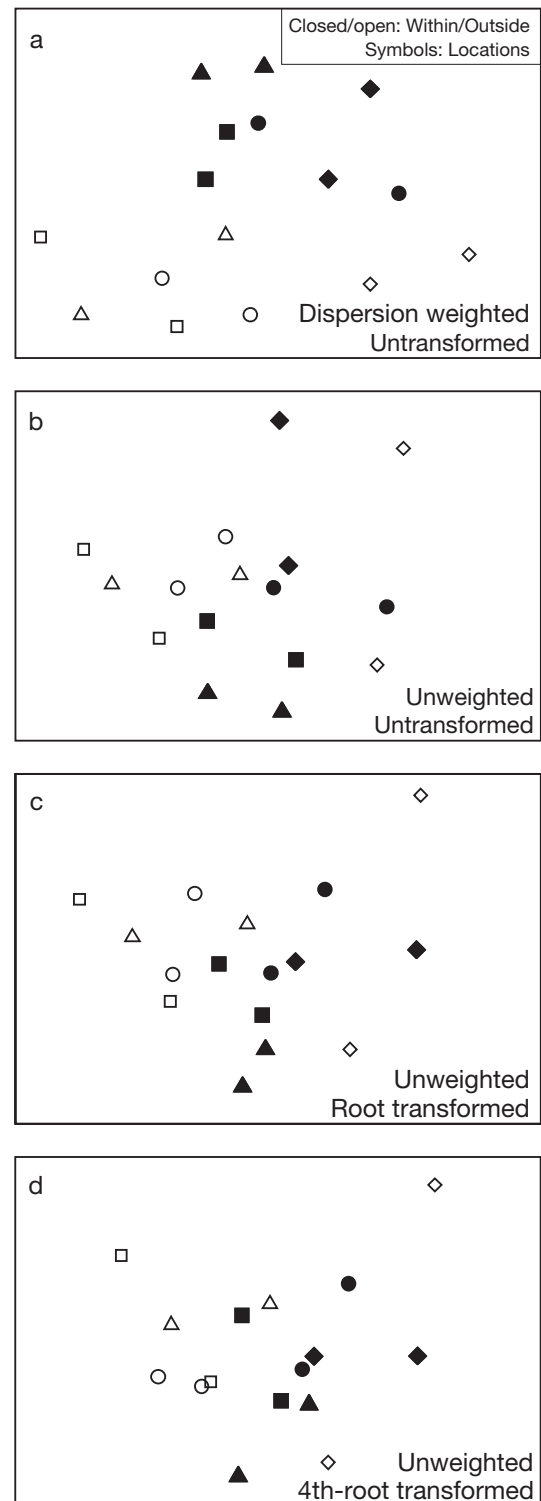 a
Closed/open: Within/Outside
Symbols: Locations
Dispersion weighted
Untransformed
b
Unweighted
Untransformed
c
Unweighted
Root transformed
d
Unweighted
4th-root transformed